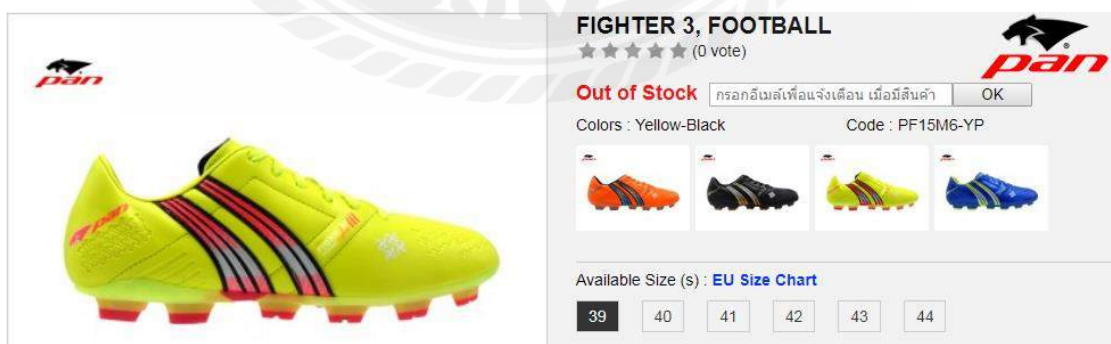 pan
FIGHTER 3, FOOTBALL
(0 vote)
pan
Out of Stock กรอกอีเมล์เพื่อแจ้งเตือน เมื่อมีสินค้า OK
Colors : Yellow-Black Code : PF15M6-YP
Available Size (s) : EU Size Chart
39 40 41 42 43 44
pan